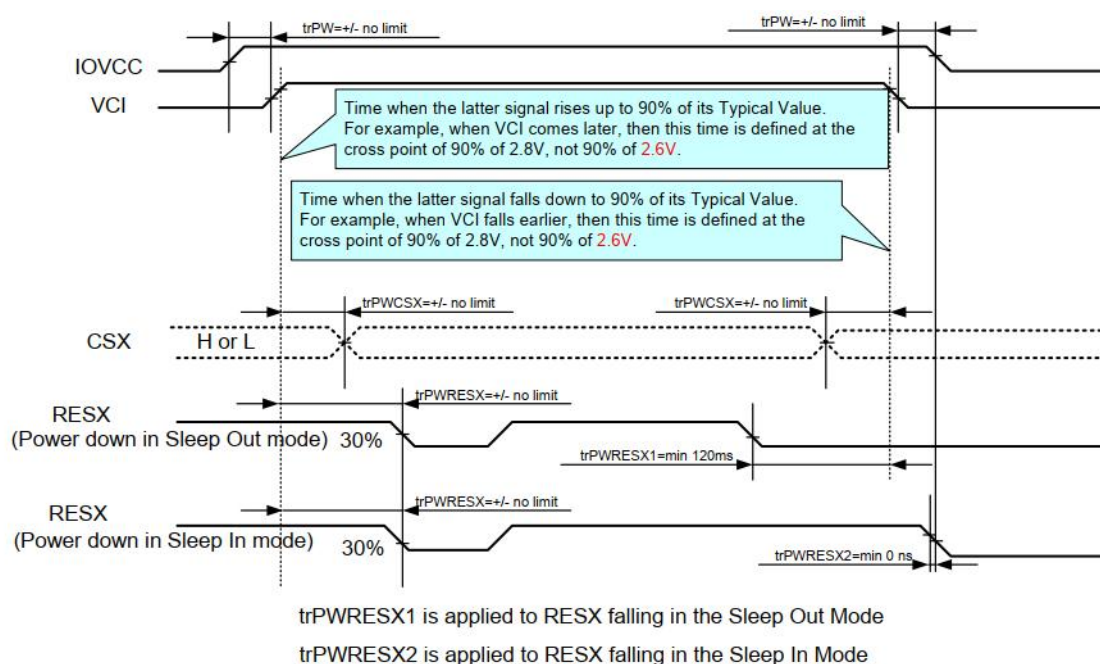 trPW=+/- no limit
trPW=+/- no limit
IOVCC
VCI
Time when the latter signal rises up to 90% of its Typical Value.
For example, when VCI comes later, then this time is defined at the
cross point of 90% of 2.8V, not 90% of 2.6V.
Time when the latter signal falls down to 90% of its Typical Value.
For example, when VCI falls earlier, then this time is defined at the
cross point of 90% of 2.8V, not 90% of 2.6V.
trPWCSX=+/- no limit
trPWCSX=+/- no limit
CSX
H or L
trPWRESX=+/- no limit
RESX
(Power down in Sleep Out mode)
30%
trPWRESX1=min 120ms
trPWRESX=+/- no limit
RESX
(Power down in Sleep In mode)
30%
trPWRESX2=min 0 ns
trPWRESX1 is applied to RESX falling in the Sleep Out Mode
trPWRESX2 is applied to RESX falling in the Sleep In Mode